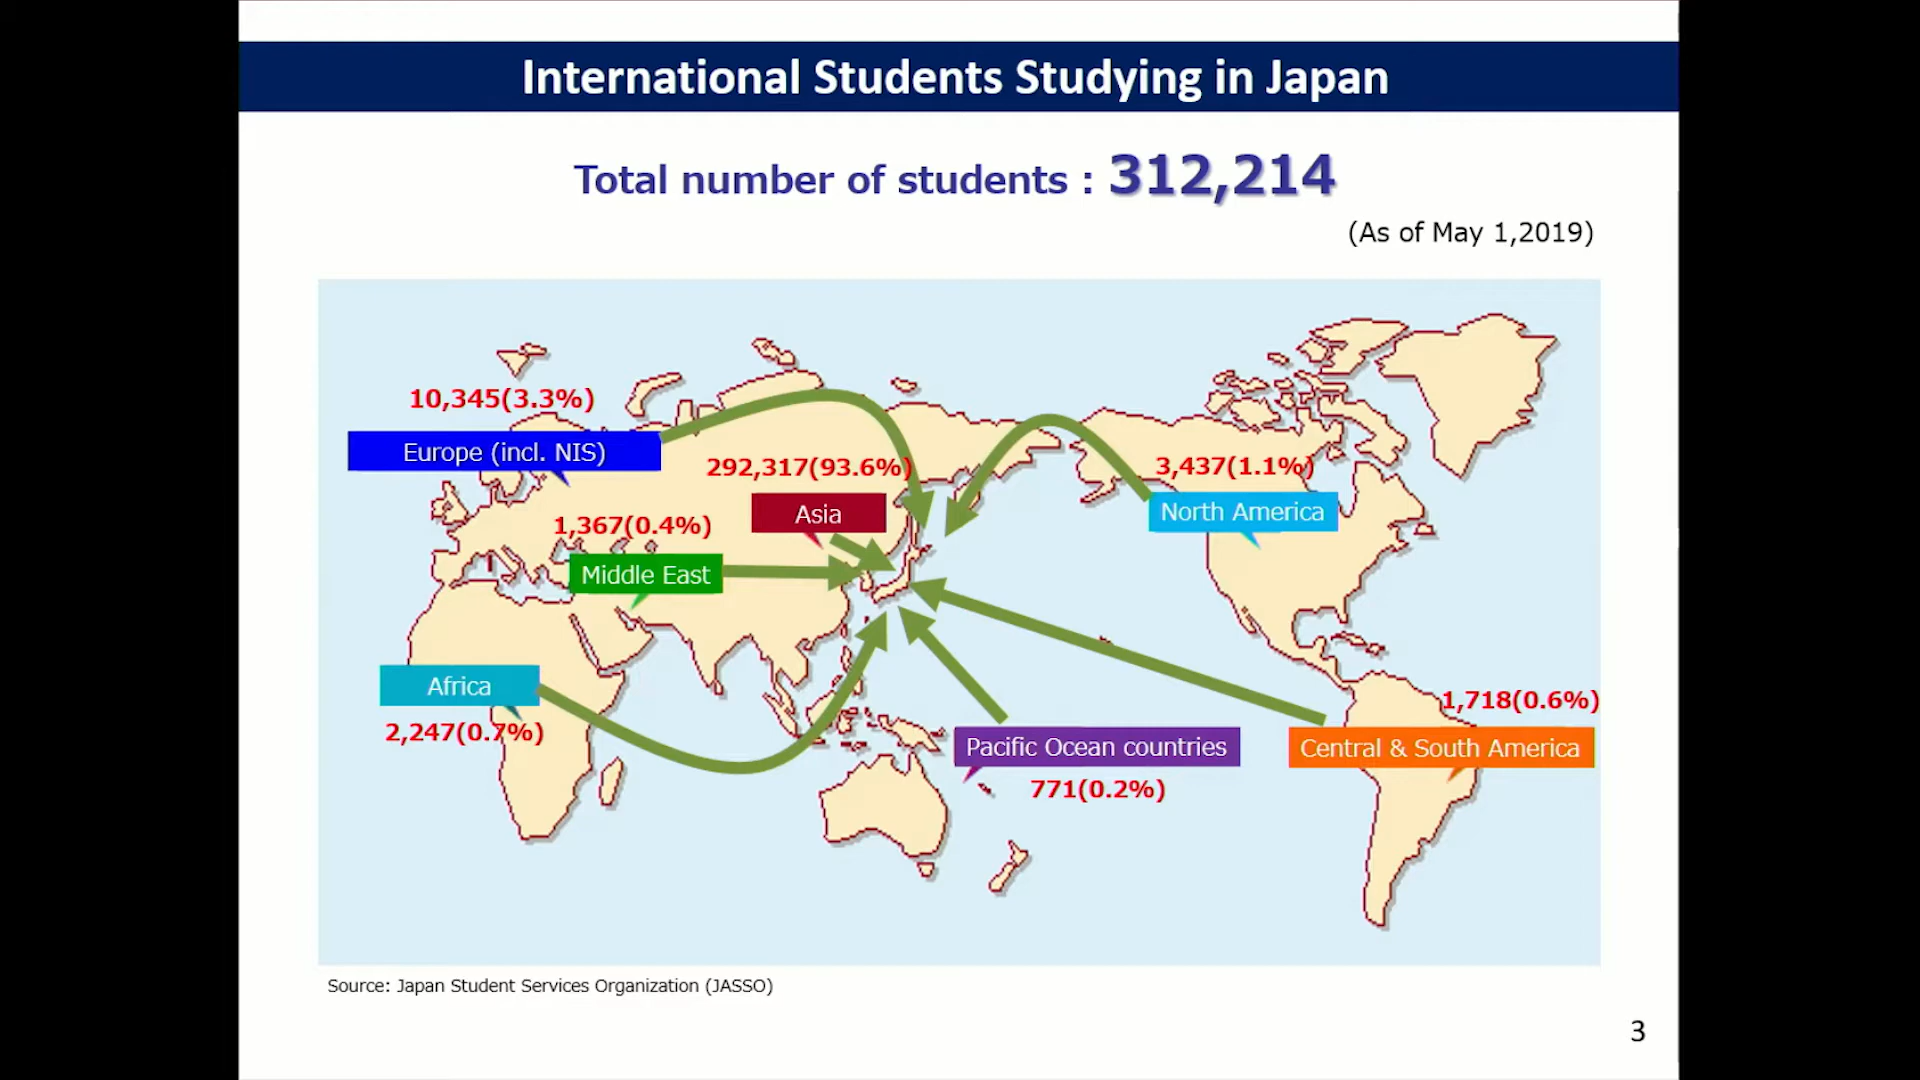 International Students Studying in Japan
Total number of students : 312,214
(As of May 1,2019)
10,345(3.3%)
Europe (incl. NIS)
292,317(93.6%)
Asia
3,437(1.1%)
North America
1,367(0.4%)
Middle East
Africa
2,247(0.7%)
1,718(0.6%)
Central & South America
Pacific Ocean countries
771(0.2%)
Source: Japan Student Services Organization (JASSO)
3